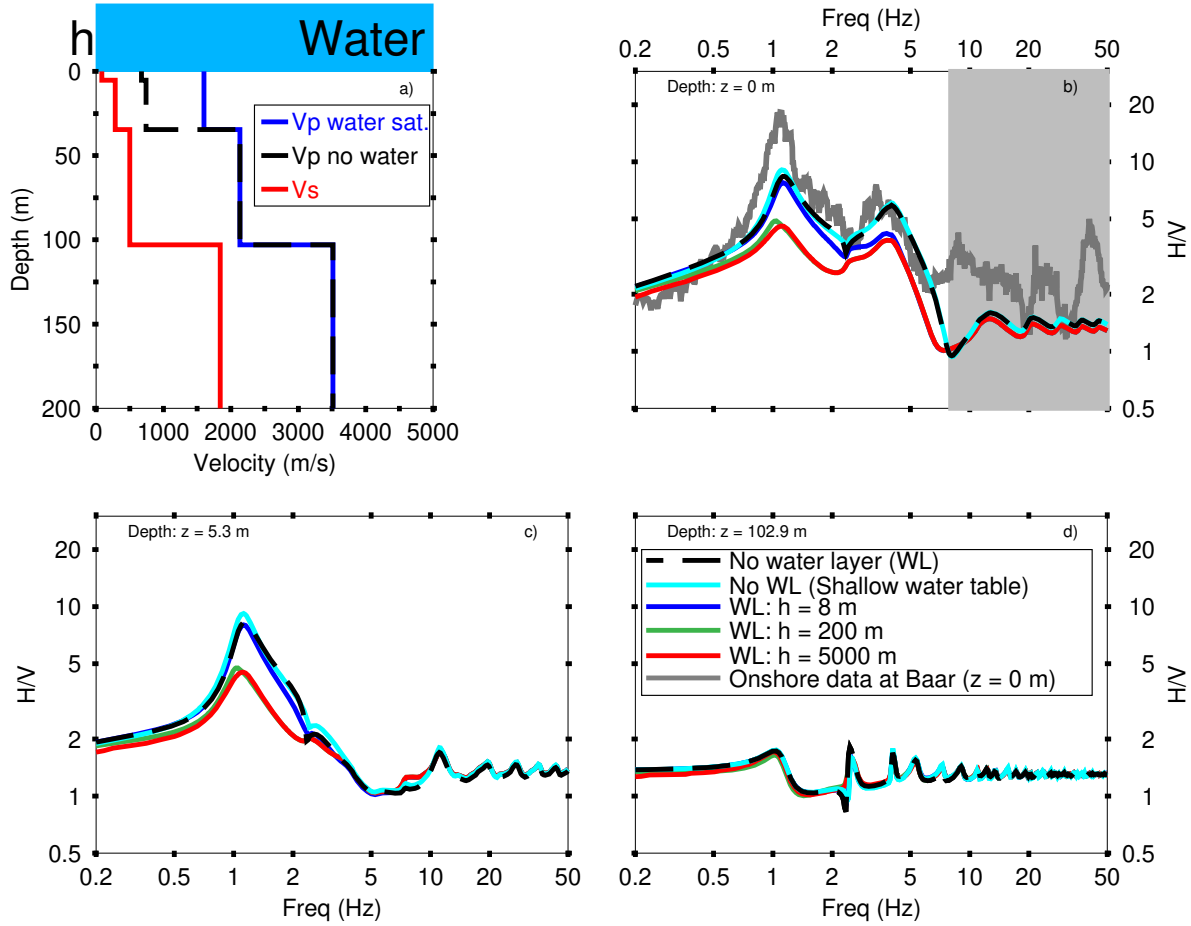 h
Water
0
50
100
150
200
Depth (m)
a)
Vp water sat.
Vp no water
Vs
0 1000 2000 3000 4000 5000
Velocity (m/s)
Freq (Hz)
0.2 0.5 1 2 5 10 20 50
Depth: z = 0 m
b)
20
10
5
2
1
0.5
H/V
Depth: z = 5.3 m
c)
20
10
5
2
1
0.5
H/V
0.2 0.5 1 2 5 10 20 50
Freq (Hz)
Depth: z = 102.9 m
d)
No water layer (WL)
No WL (Shallow water table)
WL: h = 8 m
WL: h = 200 m
WL: h = 5000 m
Onshore data at Baar (z = 0 m)
20
10
5
2
1
0.5
H/V
0.2 0.5 1 2 5 10 20 50
Freq (Hz)